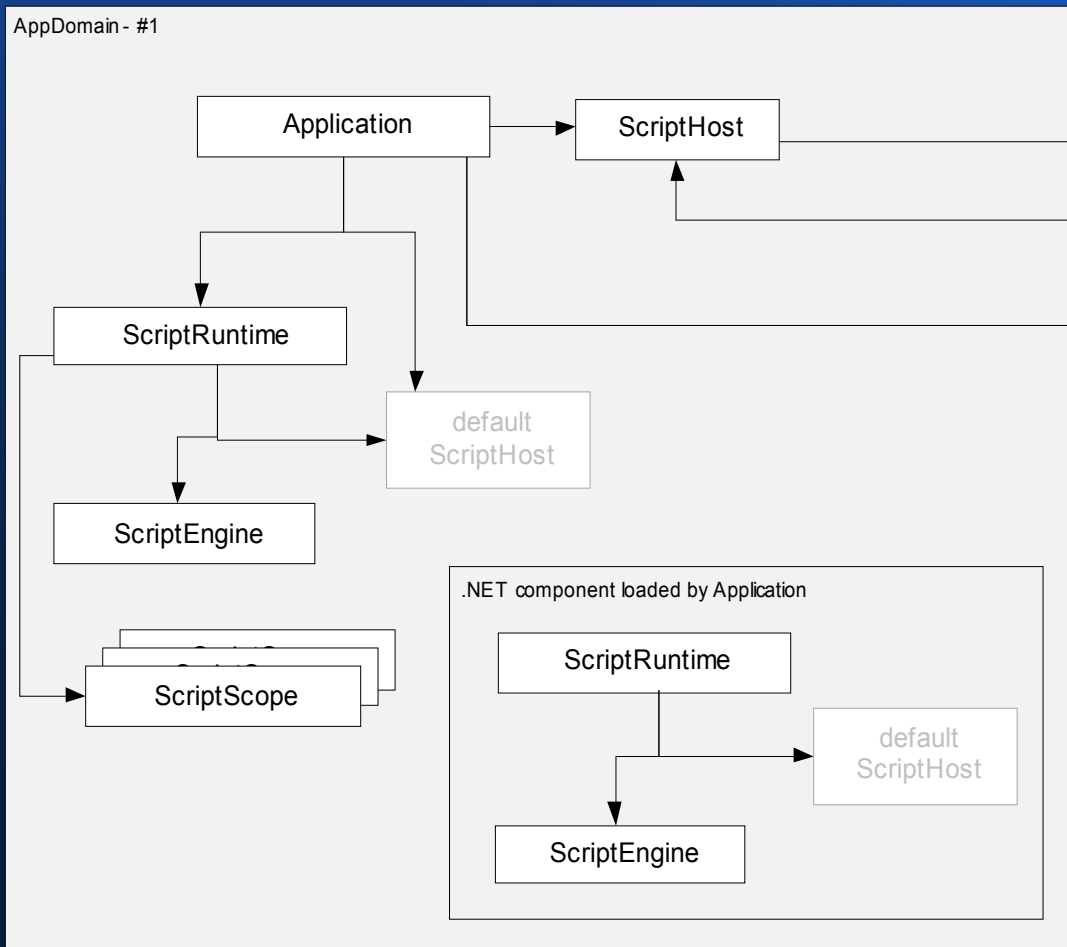 AppDomain - #1
Application
ScriptHost
ScriptRuntime
default
ScriptHost
ScriptEngine
.NET component loaded by Application
ScriptRuntime
ScriptScope
default
ScriptHost
ScriptEngine